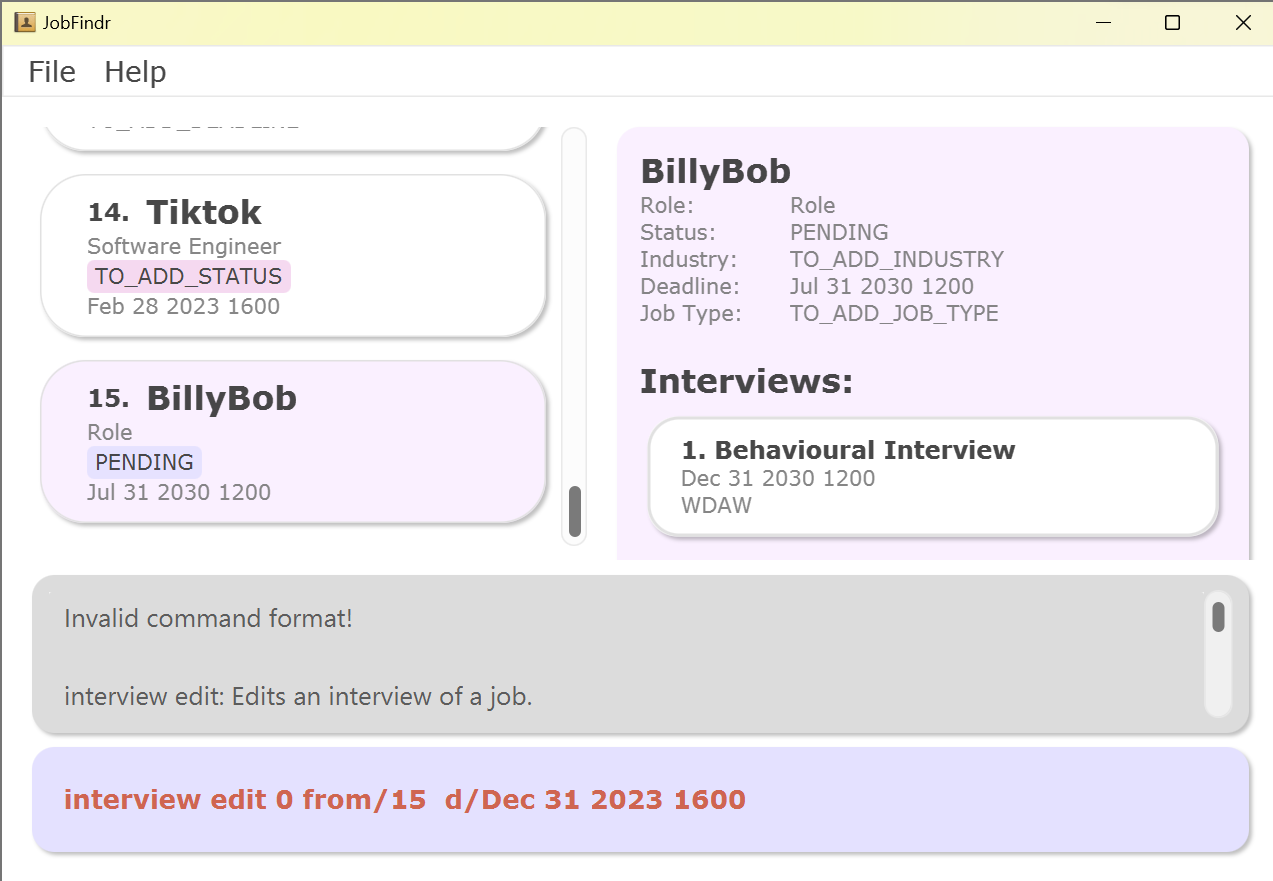 JobFindr
File Help
14. Tiktok
Software Engineer
TO_ADD_STATUS
Feb 28 2023 1600
15. BillyBob
Role
PENDING
Jul 31 2030 1200
BillyBob
Role: Role
Status: PENDING
Industry: TO_ADD_INDUSTRY
Deadline: Jul 31 2030 1200
Job Type: TO_ADD_JOB_TYPE
Interviews:
1. Behavioural Interview
Dec 31 2030 1200
WDAW
Invalid command format!
interview edit: Edits an interview of a job.
interview edit 0 from/15  d/Dec 31 2023 1600